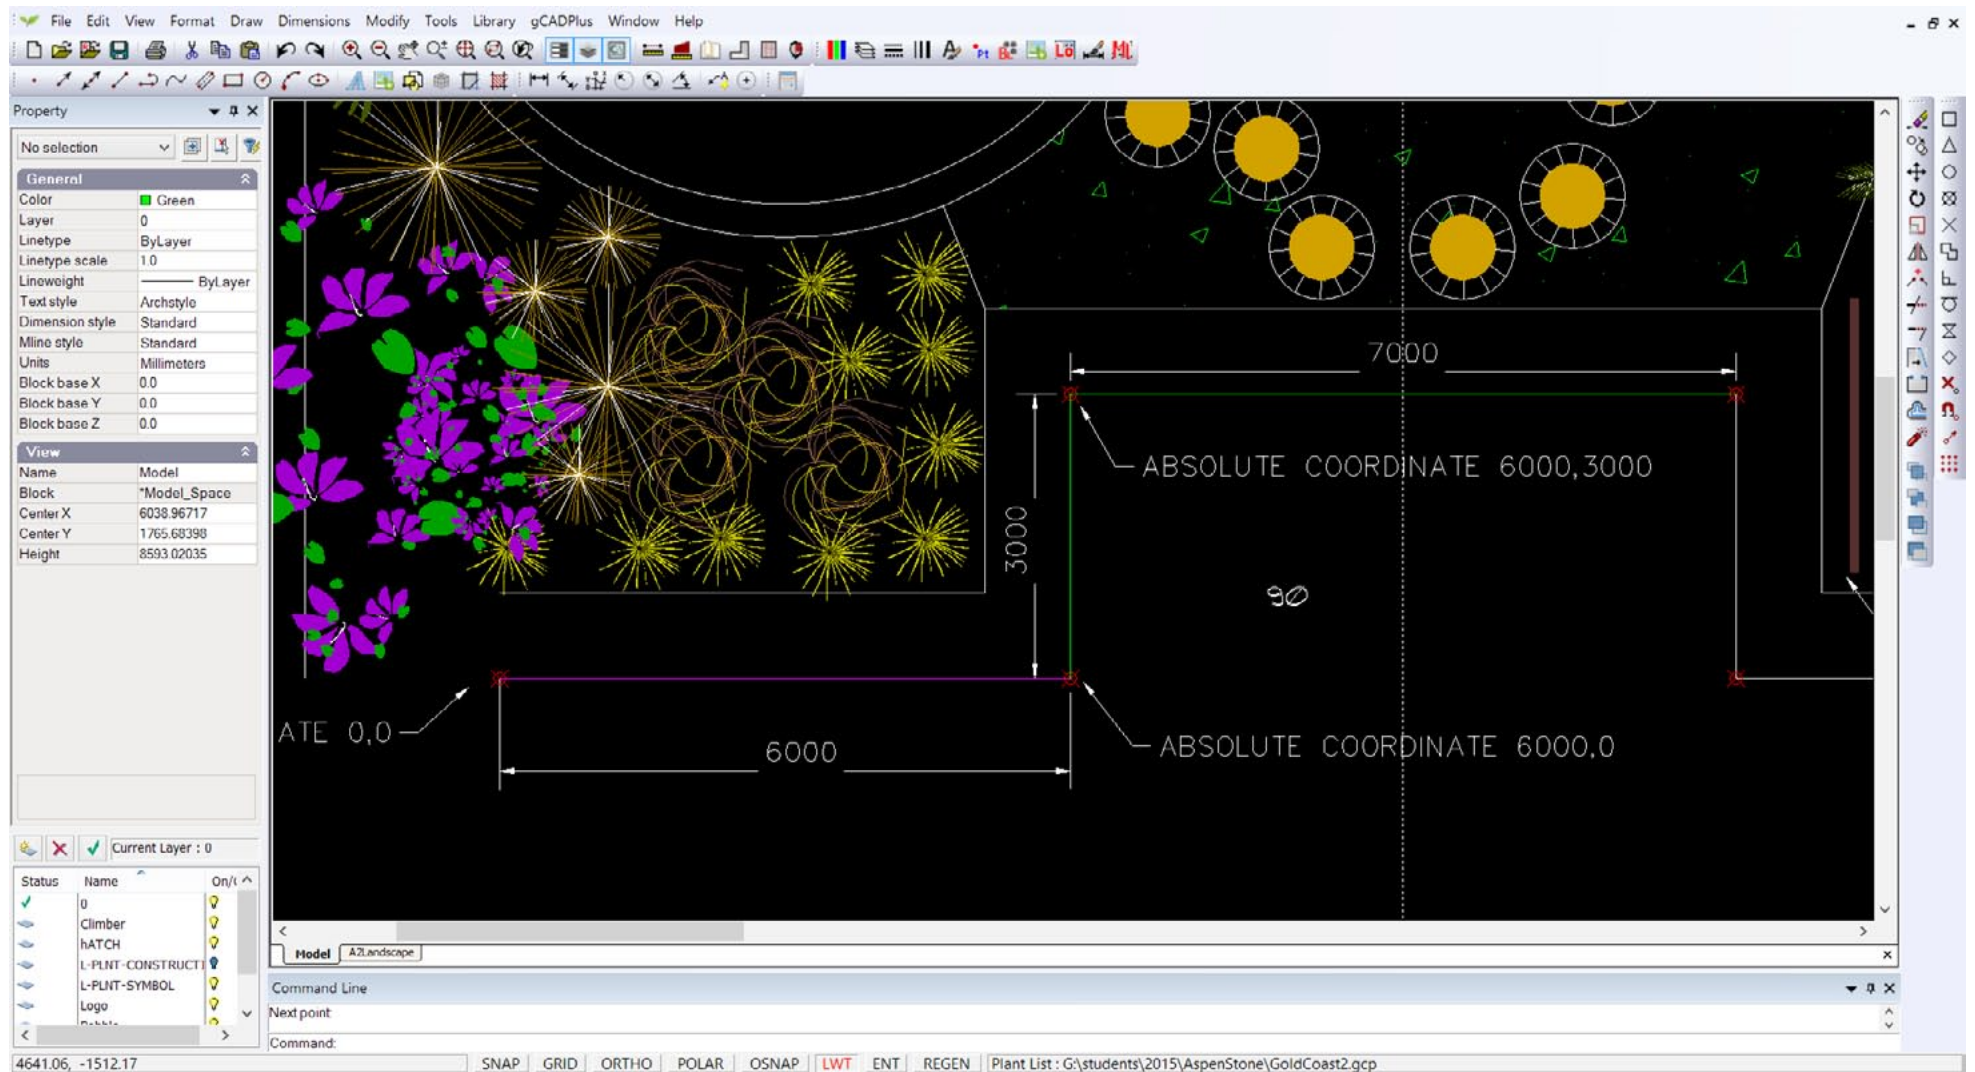 File Edit View Format Draw Dimensions Modify Tools Library gCADPlus Window Help
Property
No selection
General
Color Green
Layer 0
Linetype ByLayer
Linetype scale 1.0
Lineweight ByLayer
Text style Archstyle
Dimension style Standard
Mline style Standard
Units Millimeters
Block base X 0.0
Block base Y 0.0
Block base Z 0.0
View
Name Model
Block *Model_Space
Center X 6038.96717
Center Y 1765.68398
Height 8593.02035
Current Layer : 0
Status Name On/(
0
Climber
hATCH
L-PLNT-CONSTRUCTI
L-PLNT-SYMBOL
Logo
7000
ABSOLUTE COORDINATE 6000,3000
3000
90
ATE 0,0
6000
ABSOLUTE COORDINATE 6000,0
Model A2Landscape
Command Line
Next point
Command:
4641.06, -1512.17 SNAP GRID ORTHO POLAR OSNAP LWT ENT REGEN Plant List : G:\students\2015\AspenStone\GoldCoast2.gcp